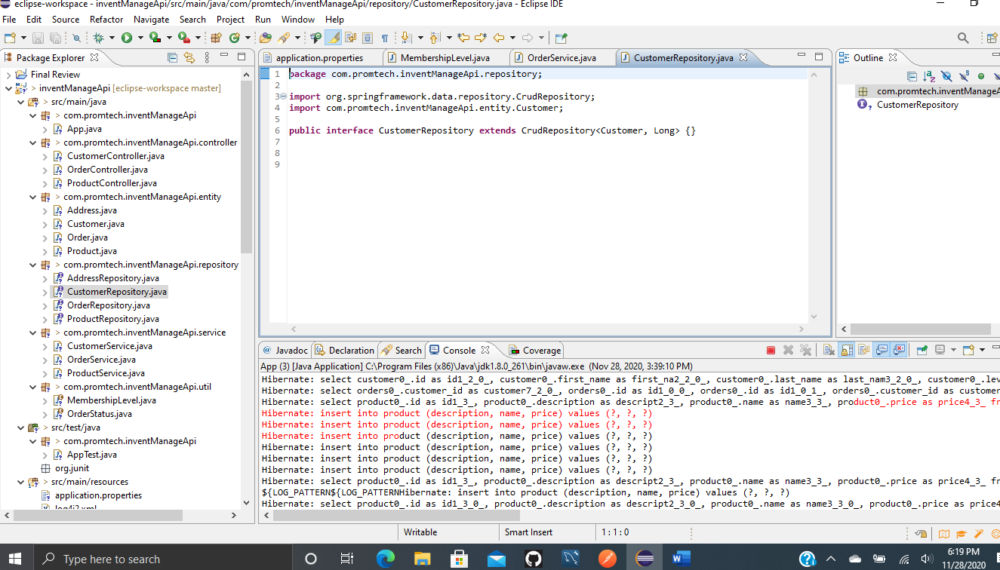 eclipse-workspace - inventManageApi/src/main/java/com/promtech/inventManageApi/repository/CustomerRepository.java - Eclipse IDE
File Edit Source Refactor Navigate Search Project Run Window Help
Package Explorer
Final Review
> inventManageApi [eclipse-workspace master]
> src/main/java
> com.promtech.inventManageApi
App.java
> com.promtech.inventManageApi.controller
CustomerController.java
OrderController.java
ProductController.java
> com.promtech.inventManageApi.entity
Address.java
Customer.java
Order.java
Product.java
> com.promtech.inventManageApi.repository
AddressRepository.java
CustomerRepository.java
OrderRepository.java
ProductRepository.java
> com.promtech.inventManageApi.service
CustomerService.java
OrderService.java
ProductService.java
> com.promtech.inventManageApi.util
MembershipLevel.java
OrderStatus.java
> src/test/java
> com.promtech.inventManageApi
AppTest.java
org.junit
> src/main/resources
application.properties
log4j2.xml
application.properties MembershipLevel.java OrderService.java CustomerRepository.java
1 package com.promtech.inventManageApi.repository;
2
3 import org.springframework.data.repository.CrudRepository;
4 import com.promtech.inventManageApi.entity.Customer;
5
6 public interface CustomerRepository extends CrudRepository<Customer, Long> {}
7
8
9
Outline
com.promtech.inventManageA
CustomerRepository
Javadoc Declaration Search Console Coverage
App (3) [Java Application] C:\Program Files (x86)\Java\jdk1.8.0_261\bin\javaw.exe (Nov 28, 2020, 3:39:10 PM)
Hibernate: select customer0_.id as id1_2_0_, customer0_.first_name as first_na2_2_0_, customer0_.last_name as last_nam3_2_0_, customer0_.lev
Hibernate: select orders0_.customer_id as customer7_2_0_, orders0_.id as id1_0_0_, orders0_.id as id1_0_1_, orders0_.customer_id as customer
Hibernate: select product0_.id as id1_3_, product0_.description as descript2_3_, product0_.name as name3_3_, product0_.price as price4_3_ fr
Hibernate: insert into product (description, name, price) values (?, ?, ?)
Hibernate: insert into product (description, name, price) values (?, ?, ?)
Hibernate: insert into product (description, name, price) values (?, ?, ?)
Hibernate: insert into product (description, name, price) values (?, ?, ?)
Hibernate: insert into product (description, name, price) values (?, ?, ?)
Hibernate: insert into product (description, name, price) values (?, ?, ?)
Hibernate: select product0_.id as id1_3_, product0_.description as descript2_3_, product0_.name as name3_3_, product0_.price as price4_3_ fr
${LOG_PATTERN${LOG_PATTERNHibernate: insert into product (description, name, price) values (?, ?, ?)
Hibernate: select product0_.id as id1_3_0_, product0_.description as descript2_3_0_, product0_.name as name3_3_0_, product0_.price as price4
Writable Smart Insert 1 : 1 : 0
Type here to search
6:19 PM
11/28/2020